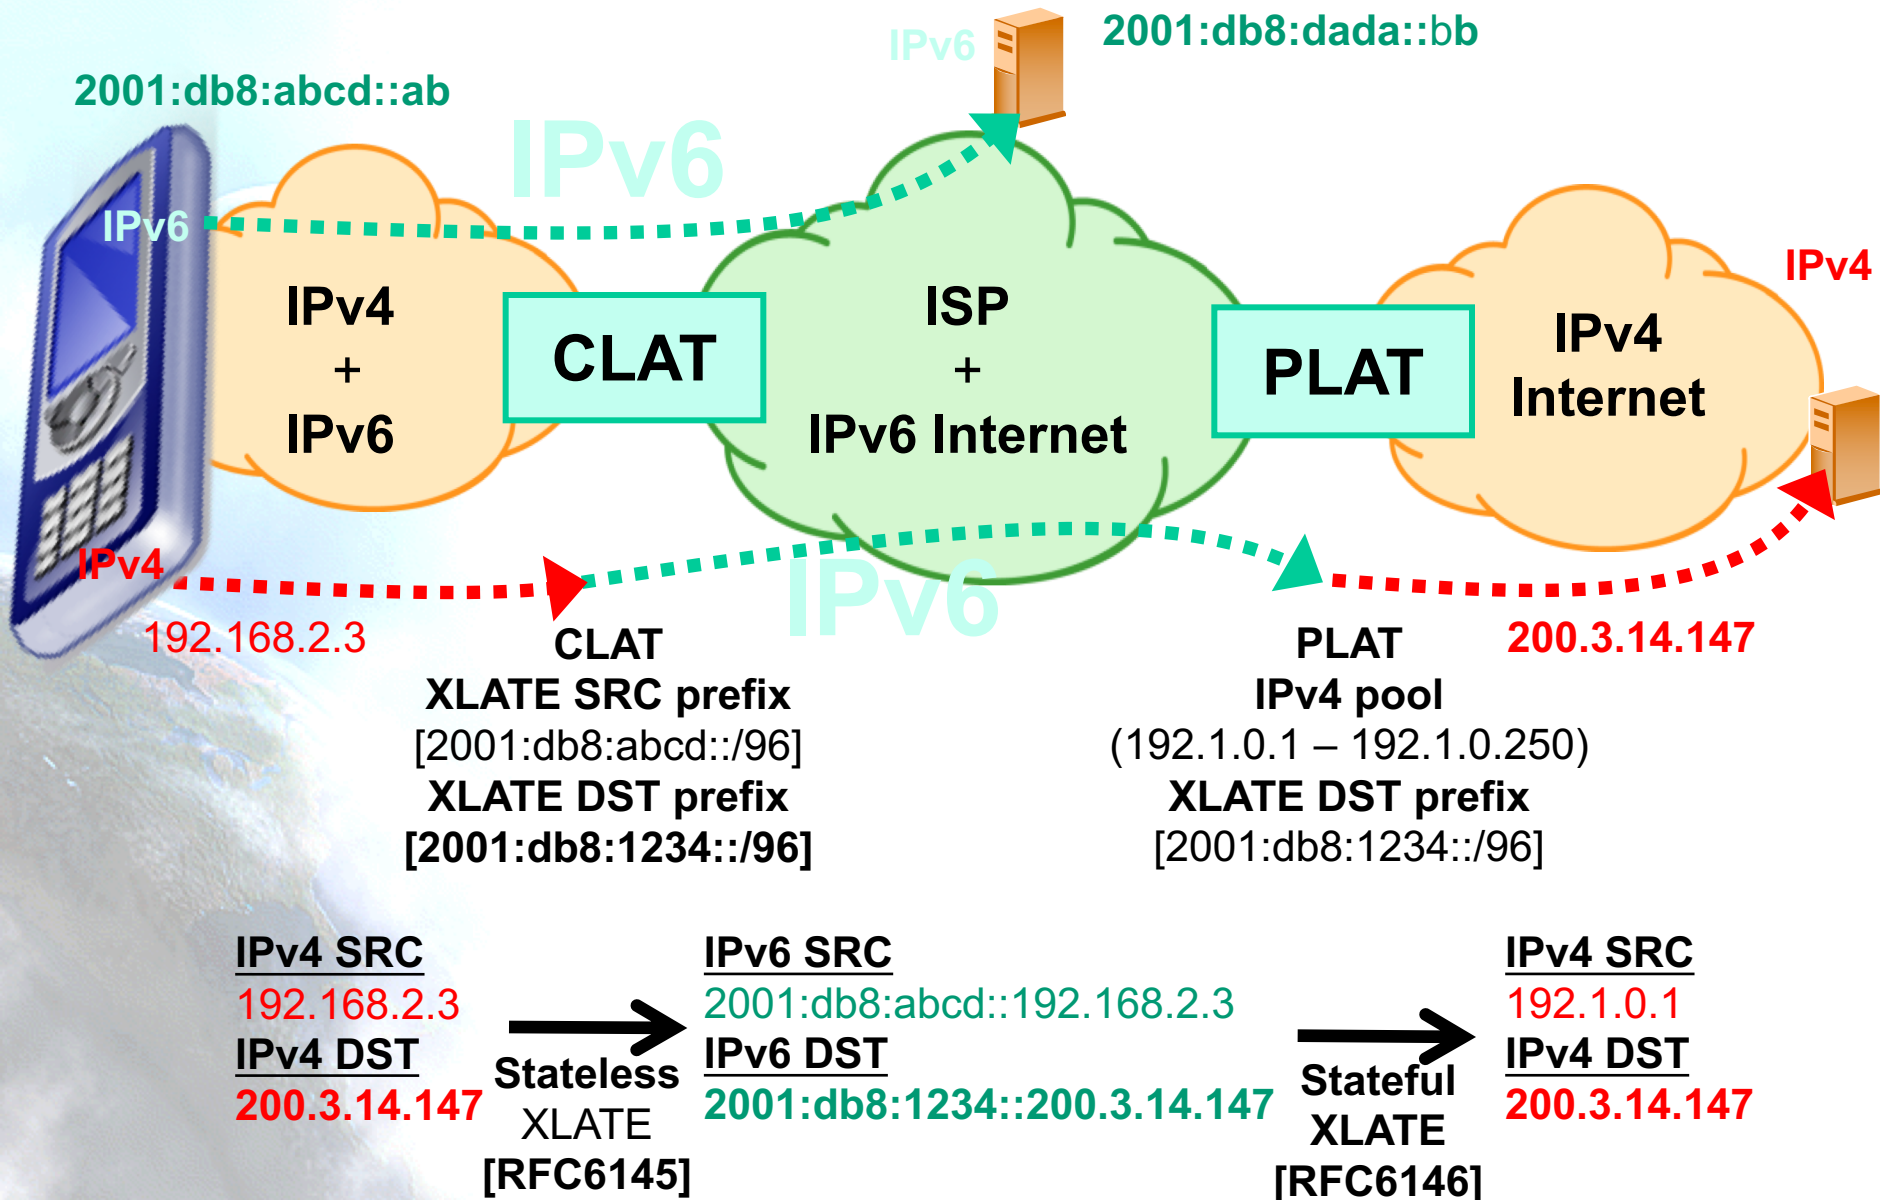 IPv6
2001:db8:dada::bb
2001:db8:abcd::ab
IPv6
IPv6
IPv4
+
IPv6
CLAT
ISP
+
IPv6 Internet
PLAT
IPv4
Internet
IPv4
IPv4
192.168.2.3
IPv6
200.3.14.147
CLAT
XLATE SRC prefix
[2001:db8:abcd::/96]
XLATE DST prefix
[2001:db8:1234::/96]
PLAT
IPv4 pool
(192.1.0.1 – 192.1.0.250)
XLATE DST prefix
[2001:db8:1234::/96]
IPv4 SRC
192.168.2.3
IPv4 DST
200.3.14.147
Stateless
XLATE
[RFC6145]
IPv6 SRC
2001:db8:abcd::192.168.2.3
IPv6 DST
2001:db8:1234::200.3.14.147
Stateful
XLATE
[RFC6146]
IPv4 SRC
192.1.0.1
IPv4 DST
200.3.14.147